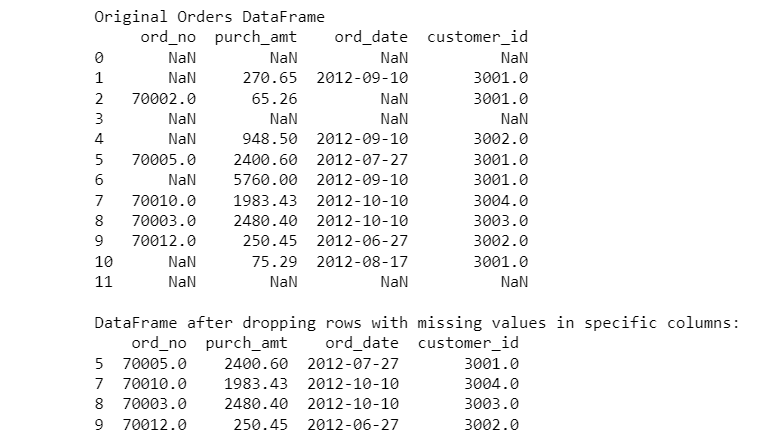 Original Orders DataFrame
ord_no purch_amt ord_date customer_id
0 NaN NaN NaN NaN
1 NaN 270.65 2012-09-10 3001.0
2 70002.0 65.26 NaN 3001.0
3 NaN NaN NaN NaN
4 NaN 948.50 2012-09-10 3002.0
5 70005.0 2400.60 2012-07-27 3001.0
6 NaN 5760.00 2012-09-10 3001.0
7 70010.0 1983.43 2012-10-10 3004.0
8 70003.0 2480.40 2012-10-10 3003.0
9 70012.0 250.45 2012-06-27 3002.0
10 NaN 75.29 2012-08-17 3001.0
11 NaN NaN NaN NaN
DataFrame after dropping rows with missing values in specific columns:
ord_no purch_amt ord_date customer_id
5 70005.0 2400.60 2012-07-27 3001.0
7 70010.0 1983.43 2012-10-10 3004.0
8 70003.0 2480.40 2012-10-10 3003.0
9 70012.0 250.45 2012-06-27 3002.0